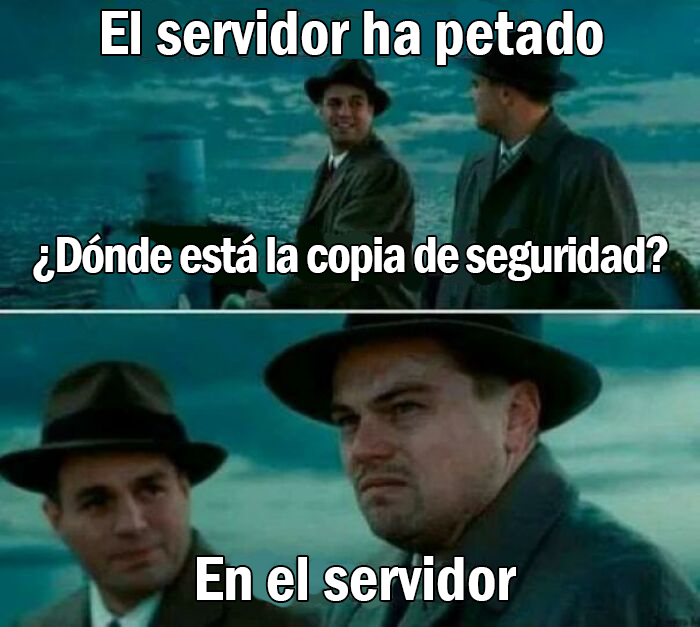 El servidor ha petado
¿Dónde está la copia de seguridad?
En el servidor